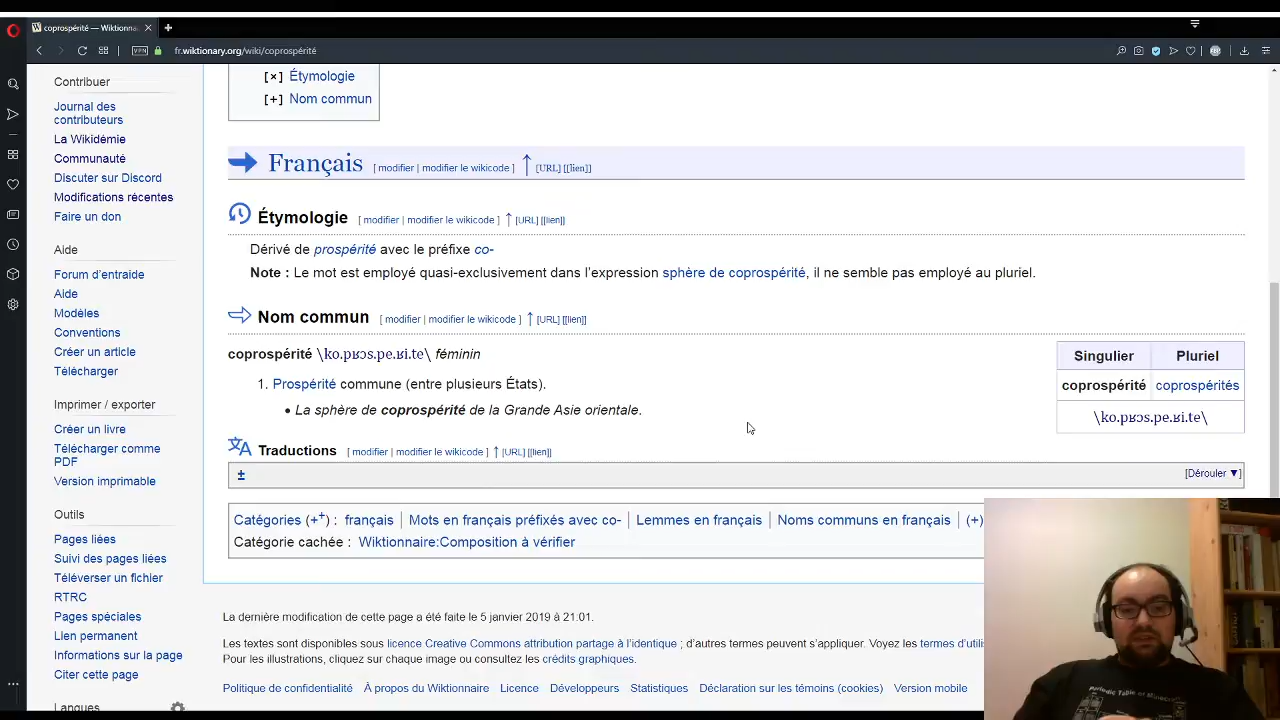 coprospérité — Wiktionna
VPN
fr.wiktionary.org/wiki/coprospérité
Contribuer
Journal des
contributeurs
La Wikidémie
Communauté
Discuter sur Discord
Modifications récentes
Faire un don
Aide
Forum d'entraide
Aide
Modèles
Conventions
Créer un article
Télécharger
Imprimer / exporter
Créer un livre
Télécharger comme
PDF
Version imprimable
Outils
Pages liées
Suivi des pages liées
Téléverser un fichier
RTRC
Pages spéciales
Lien permanent
Informations sur la page
Citer cette page
Langues
[×] Étymologie
[+] Nom commun
Français [ modifier | modifier le wikicode ] ↑ [URL] [[lien]]
Étymologie [ modifier | modifier le wikicode ] ↑ [URL] [[lien]]
Dérivé de prospérité avec le préfixe co-
Note : Le mot est employé quasi-exclusivement dans l'expression sphère de coprospérité, il ne semble pas employé au pluriel.
Nom commun [ modifier | modifier le wikicode ] ↑ [URL] [[lien]]
coprospérité \ko.pʁɔs.pe.ʁi.te\ féminin
1. Prospérité commune (entre plusieurs États).
• La sphère de coprospérité de la Grande Asie orientale.
Singulier Pluriel
coprospérité coprospérités
\ko.pʁɔs.pe.ʁi.te\
Traductions [ modifier | modifier le wikicode ] ↑ [URL] [[lien]]
± [Dérouler ▼]
Catégories (+⁺) : français | Mots en français préfixés avec co- | Lemmes en français | Noms communs en français | (+)
Catégorie cachée : Wiktionnaire:Composition à vérifier
La dernière modification de cette page a été faite le 5 janvier 2019 à 21:01.
Les textes sont disponibles sous licence Creative Commons attribution partage à l'identique ; d'autres termes peuvent s'appliquer. Voyez les termes d'utili
Pour les illustrations, cliquez sur chaque image ou consultez les crédits graphiques.
Politique de confidentialité À propos du Wiktionnaire Licence Développeurs Statistiques Déclaration sur les témoins (cookies) Version mobile
Periodic Table of Minecraft